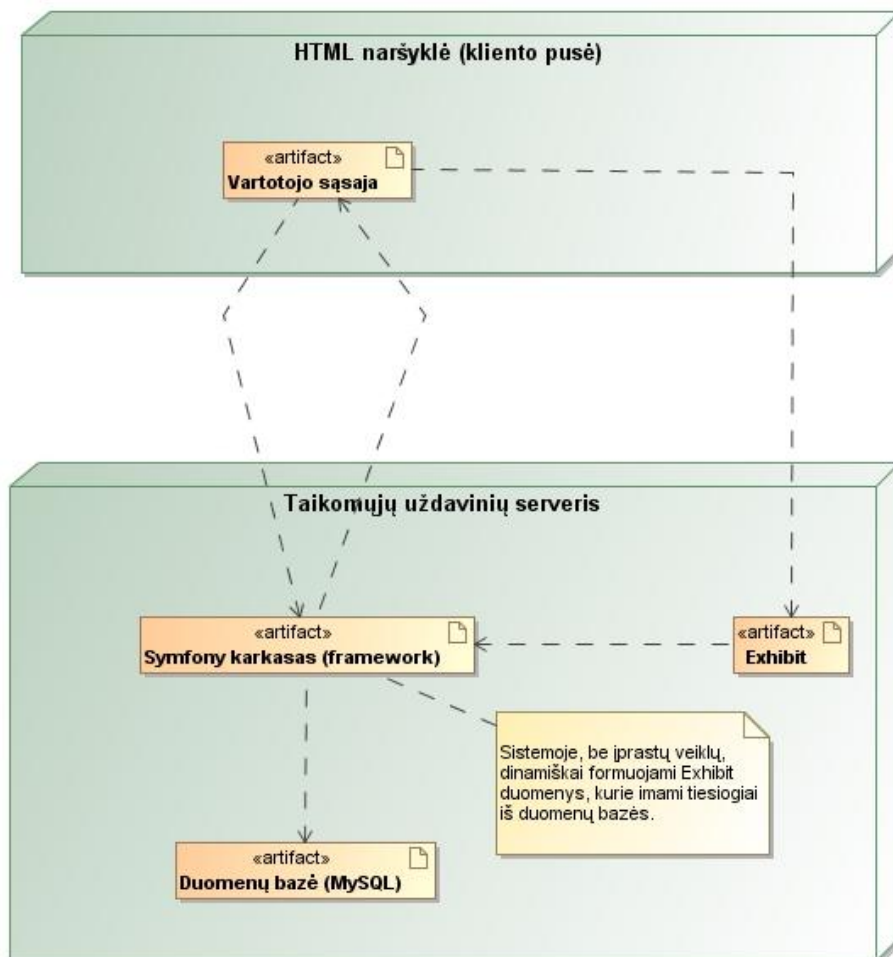 HTML naršyklė (kliento pusė)
«artifact»
Vartotojo sąsaja
Taikomųjų uždavinių serveris
«artifact»
Symfony karkasas (framework)
«artifact»
Exhibit
Sistemoje, be įprastų veiklų,
dinamiškai formuojami Exhibit
duomenys, kurie imami tiesiogiai
iš duomenų bazės.
«artifact»
Duomenų bazė (MySQL)